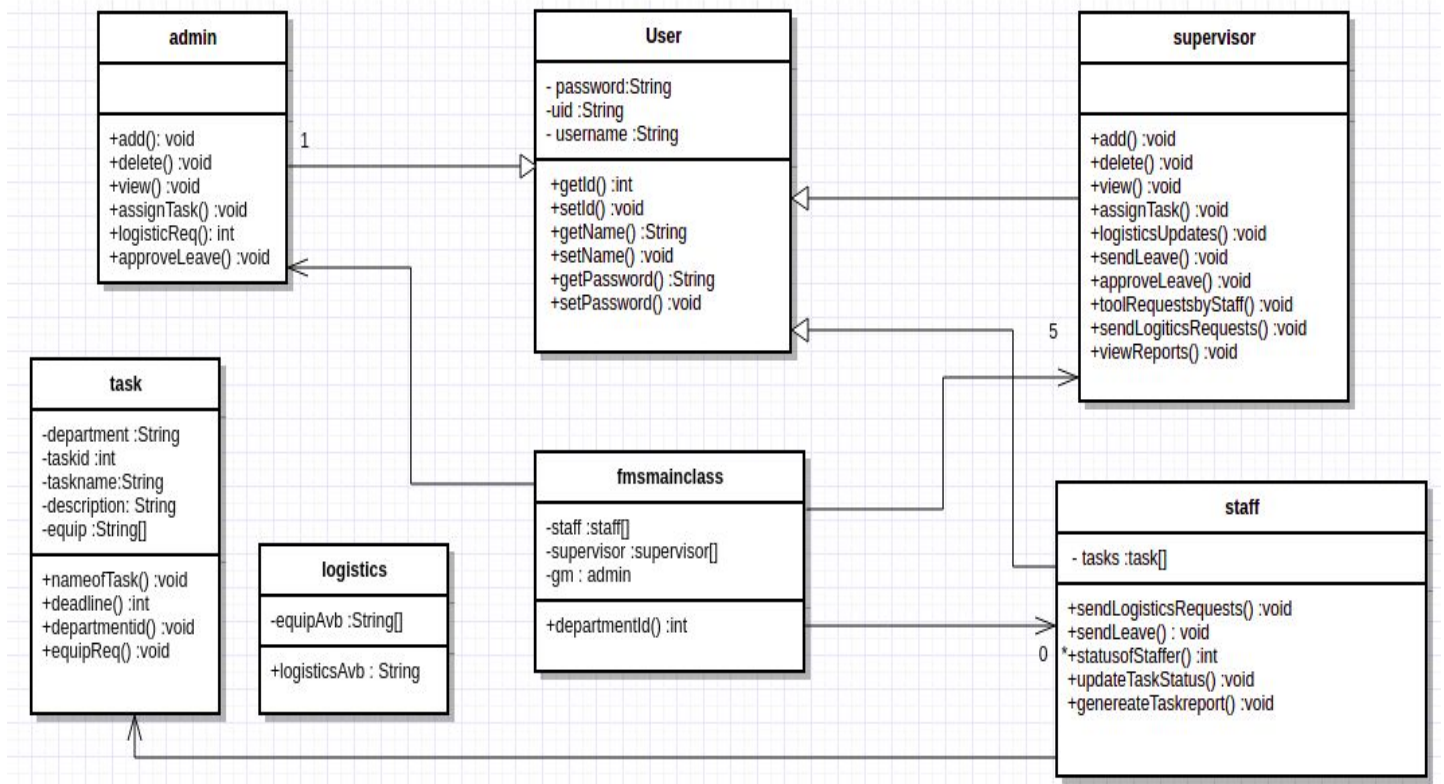 admin
+add(): void
+delete() :void
+view() :void
+assignTask() :void
+logisticReq(): int
+approveLeave() :void
1
User
- password:String
-uid :String
- username :String
+getId() :int
+setId() :void
+getName() :String
+setName() :void
+getPassword() :String
+setPassword() :void
supervisor
+add() :void
+delete() :void
+view() :void
+assignTask() :void
+logisticsUpdates() :void
+sendLeave() :void
+approveLeave() :void
+toolRequestsbyStaff() :void
+sendLogiticsRequests() :void
+viewReports() :void
5
task
-department :String
-taskid :int
-taskname:String
-description: String
-equip :String[]
+nameofTask() :void
+deadline() :int
+departmentid() :void
+equipReq() :void
logistics
-equipAvb :String[]
+logisticsAvb : String
fmsmainclass
-staff :staff[]
-supervisor :supervisor[]
-gm : admin
+departmentId() :int
staff
- tasks :task[]
+sendLogisticsRequests() :void
+sendLeave() : void
0 *+statusofStaffer() :int
+updateTaskStatus() :void
+genereateTaskreport() :void